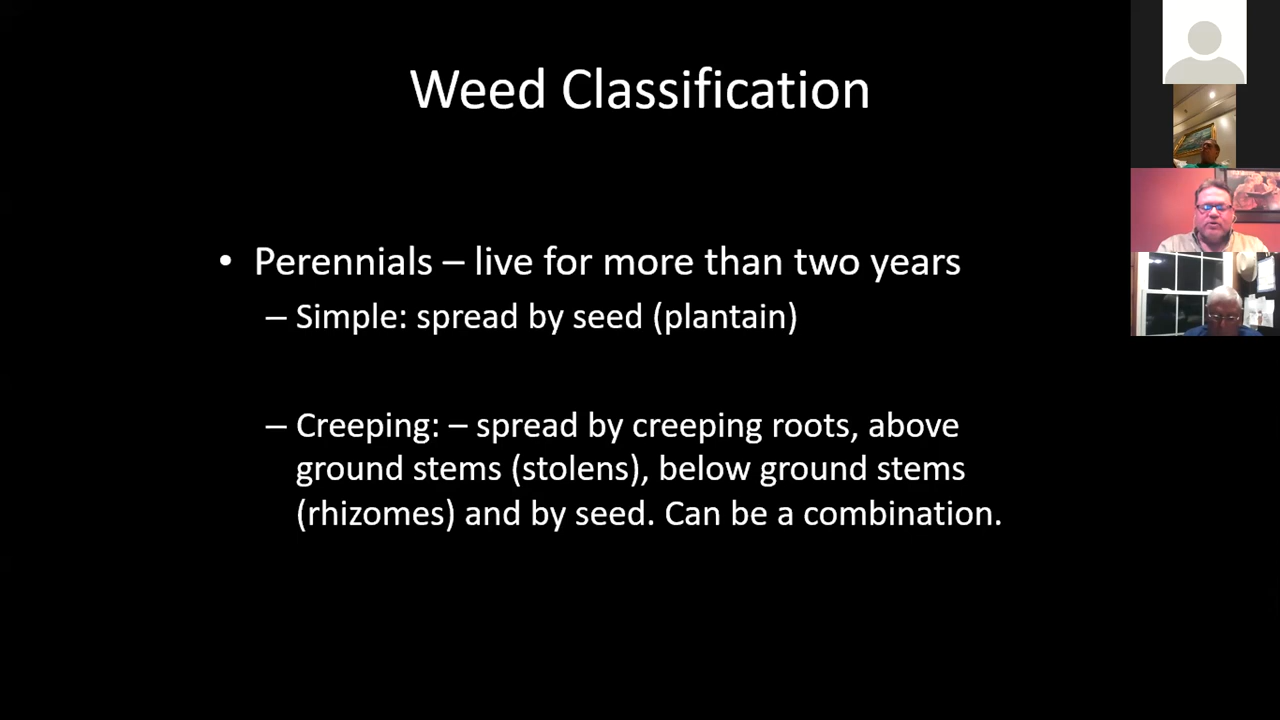 Weed Classification
• Perennials – live for more than two years
– Simple: spread by seed (plantain)
– Creeping: – spread by creeping roots, above
ground stems (stolens), below ground stems
(rhizomes) and by seed. Can be a combination.